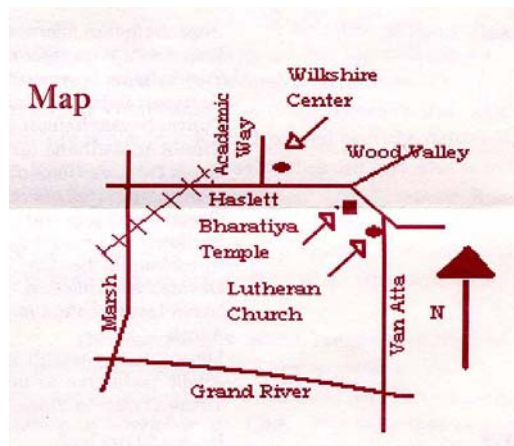 Map
Academic
Way
Wilkshire
Center
Wood Valley
Haslett
Bharatiya
Temple
Lutheran
Church
Marsh
Van Atta
N
Grand River